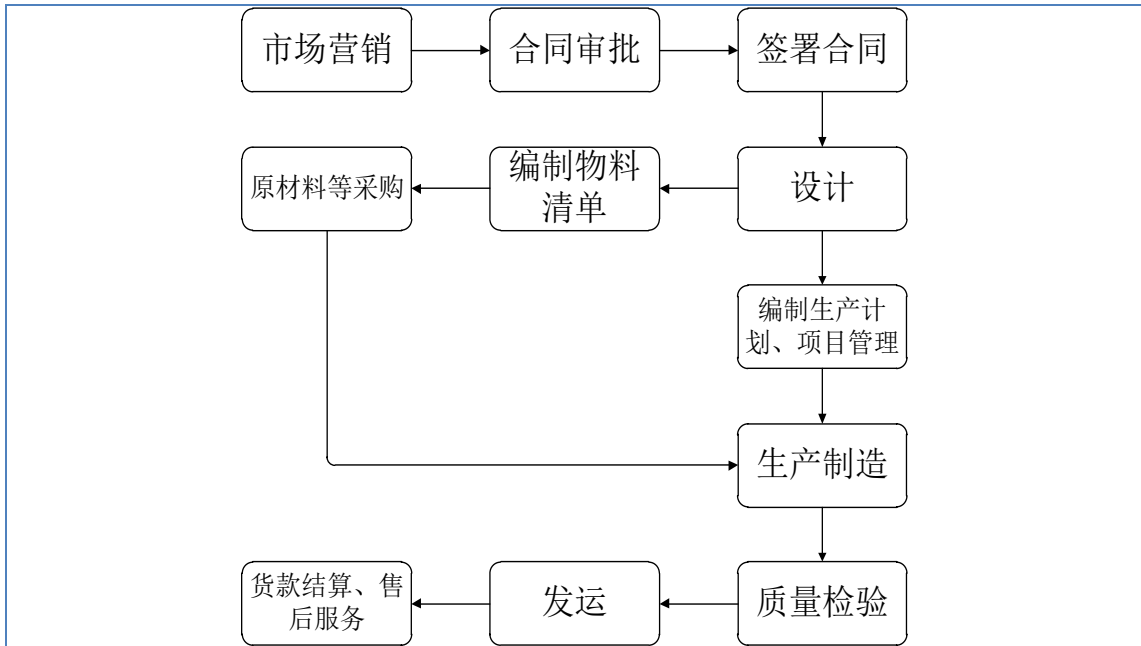 市场营销
合同审批
签署合同
原材料等采购
编制物料
清单
设计
编制生产计
划、项目管理
生产制造
货款结算、售
后服务
发运
质量检验